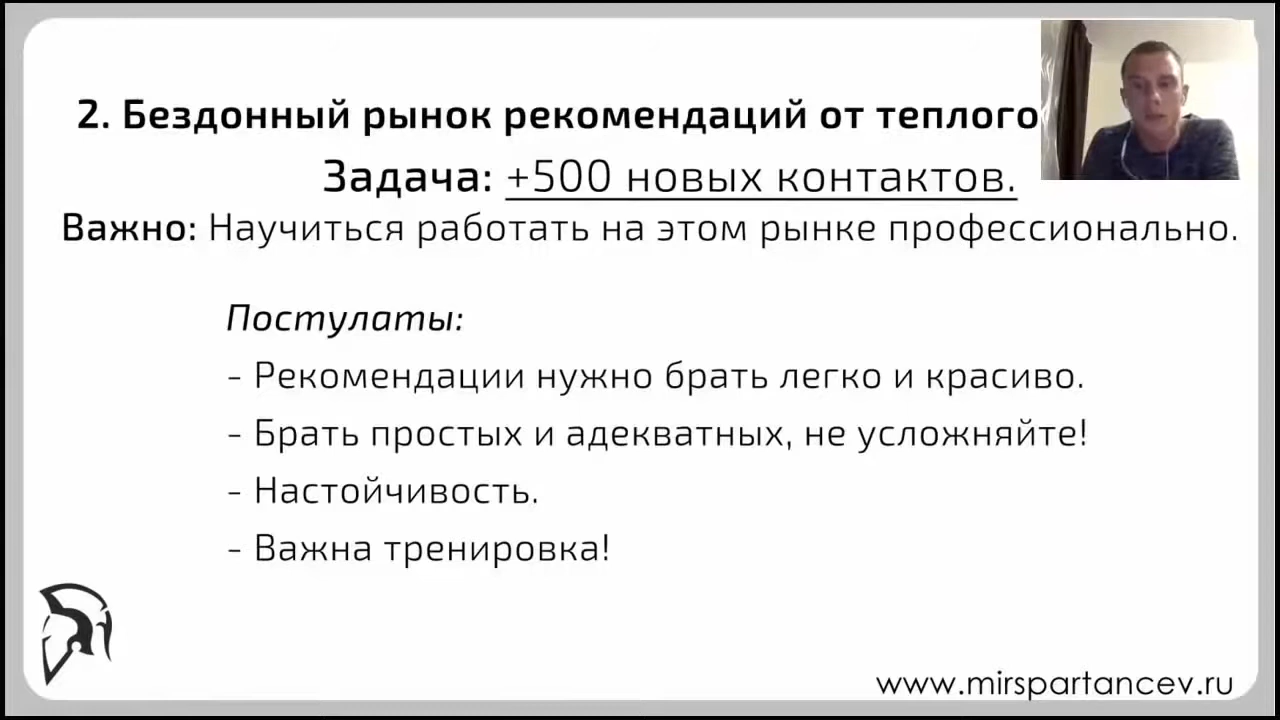 2. Бездонный рынок рекомендаций от теплого
Задача: +500 новых контактов.
Важно: Научиться работать на этом рынке профессионально.
Постулаты:
- Рекомендации нужно брать легко и красиво.
- Брать простых и адекватных, не усложняйте!
- Настойчивость.
- Важна тренировка!
www.mirspartancev.ru